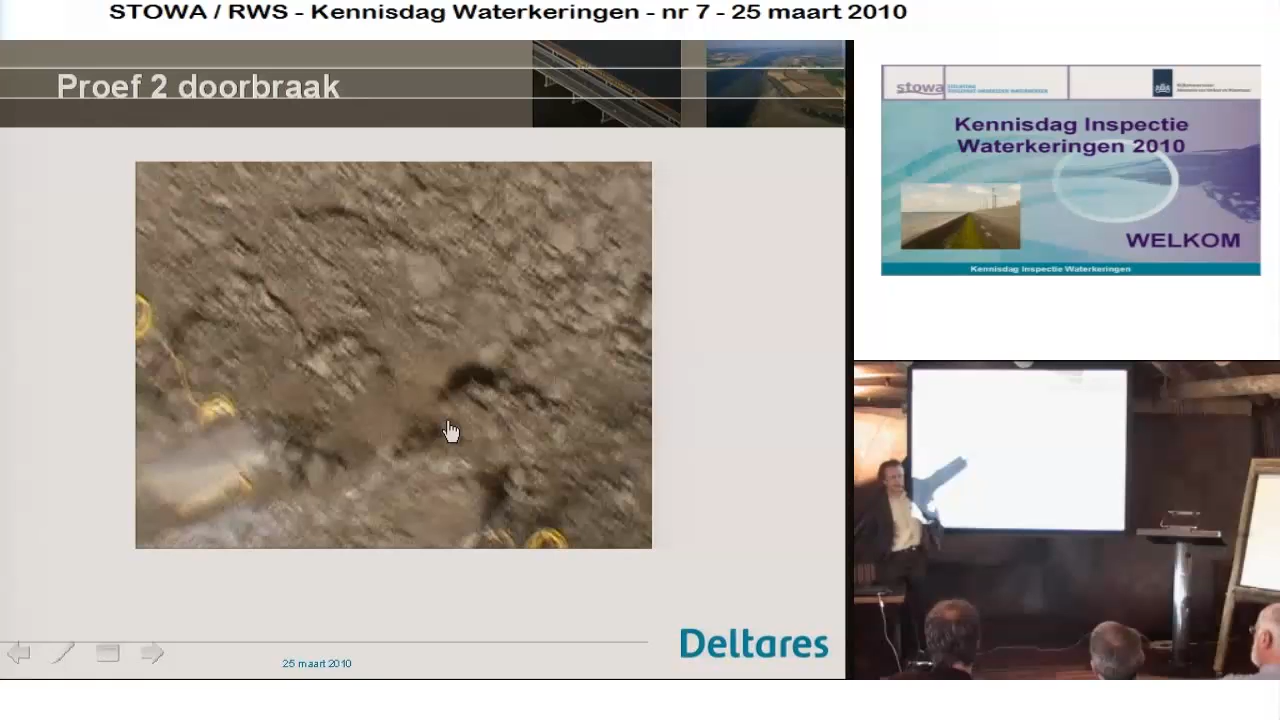 STOWA / RWS - Kennisdag Waterkeringen - nr 7 - 25 maart 2010
Proef 2 doorbraak
stowa
Kennisdag Inspectie
Waterkeringen 2010
WELKOM
Kennisdag Inspectie Waterkeringen
Deltares
25 maart 2010